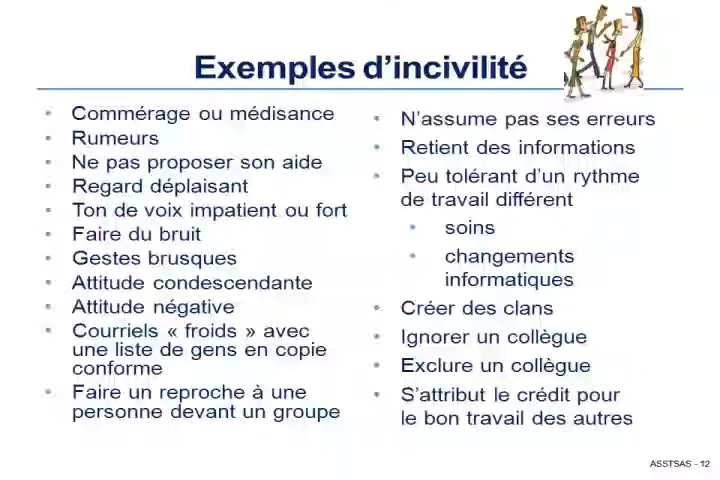 Exemples d'incivilité
• Commérage ou médisance
• Rumeurs
• Ne pas proposer son aide
• Regard déplaisant
• Ton de voix impatient ou fort
• Faire du bruit
• Gestes brusques
• Attitude condescendante
• Attitude négative
• Courriels « froids » avec
une liste de gens en copie
conforme
• Faire un reproche à une
personne devant un groupe
• N'assume pas ses erreurs
• Retient des informations
• Peu tolérant d'un rythme
de travail différent
• soins
• changements
informatiques
• Créer des clans
• Ignorer un collègue
• Exclure un collègue
• S'attribut le crédit pour
le bon travail des autres
ASSTSAS - 12